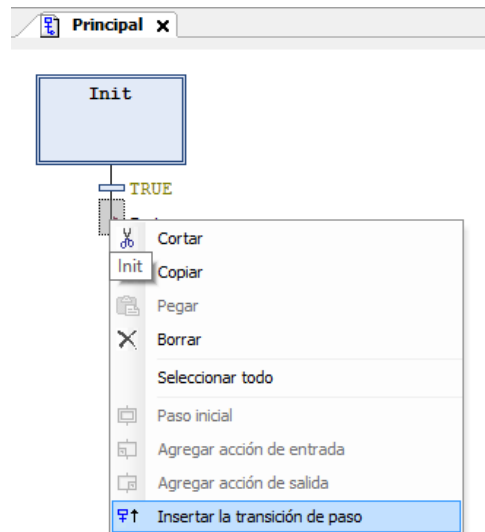 Principal
Init
TRUE
Cortar
Init
Copiar
Pegar
Borrar
Seleccionar todo
Paso inicial
Agregar acción de entrada
Agregar acción de salida
Insertar la transición de paso